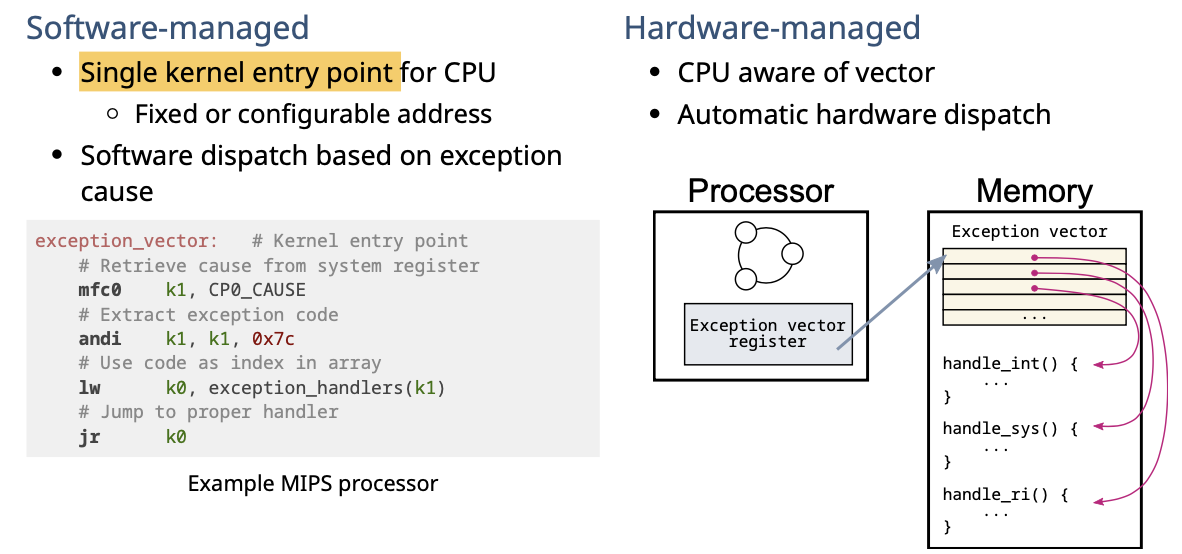 Software-managed
• Single kernel entry point for CPU
○ Fixed or configurable address
• Software dispatch based on exception
cause
exception_vector:   # Kernel entry point
    # Retrieve cause from system register
    mfc0    k1, CP0_CAUSE
    # Extract exception code
    andi    k1, k1, 0x7c
    # Use code as index in array
    lw      k0, exception_handlers(k1)
    # Jump to proper handler
    jr      k0
Example MIPS processor
Hardware-managed
• CPU aware of vector
• Automatic hardware dispatch
Processor
Exception vector
register
Memory
Exception vector
...
handle_int() {
    ...
}
handle_sys() {
    ...
}
handle_ri() {
    ...
}